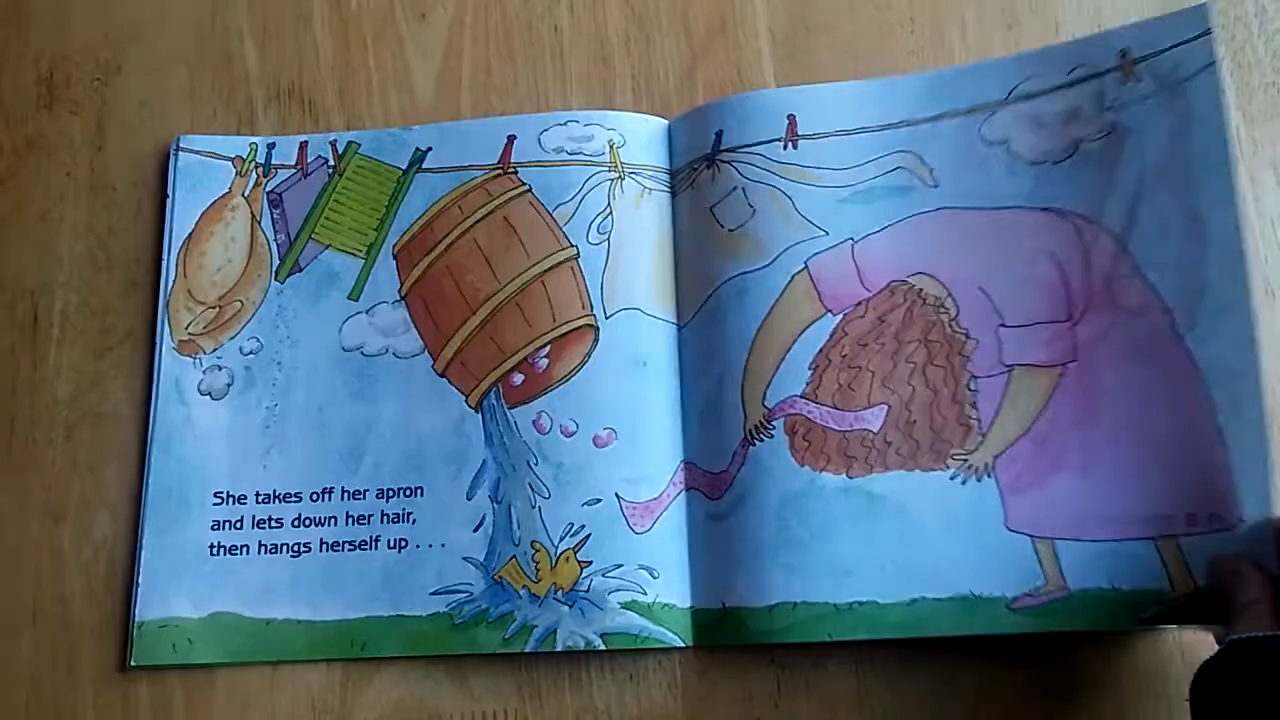 She takes off her apron
and lets down her hair,
then hangs herself up . . .